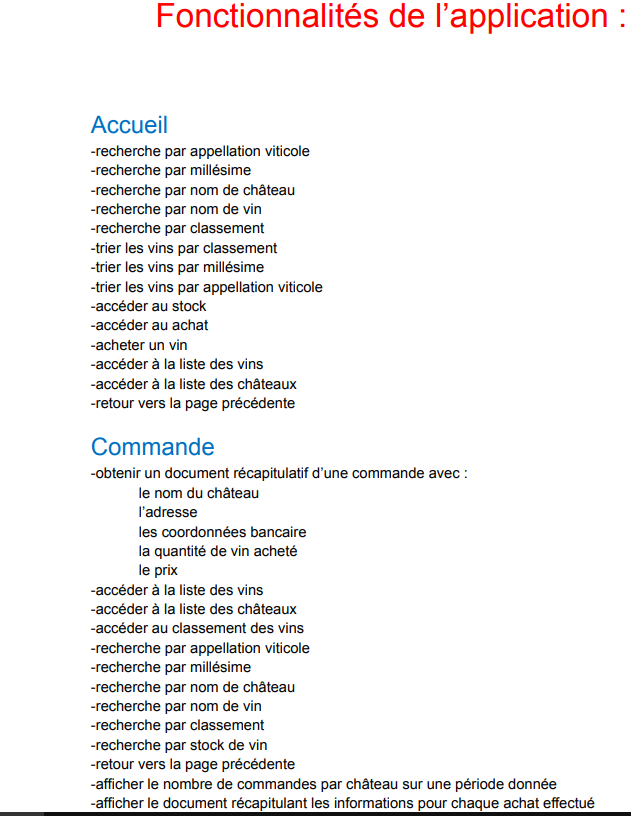 Fonctionnalités de l'application :
Accueil
-recherche par appellation viticole
-recherche par millésime
-recherche par nom de château
-recherche par nom de vin
-recherche par classement
-trier les vins par classement
-trier les vins par millésime
-trier les vins par appellation viticole
-accéder au stock
-accéder au achat
-acheter un vin
-accéder à la liste des vins
-accéder à la liste des châteaux
-retour vers la page précédente
Commande
-obtenir un document récapitulatif d'une commande avec :
le nom du château
l'adresse
les coordonnées bancaire
la quantité de vin acheté
le prix
-accéder à la liste des vins
-accéder à la liste des châteaux
-accéder au classement des vins
-recherche par appellation viticole
-recherche par millésime
-recherche par nom de château
-recherche par nom de vin
-recherche par classement
-recherche par stock de vin
-retour vers la page précédente
-afficher le nombre de commandes par château sur une période donnée
-afficher le document récapitulant les informations pour chaque achat effectué